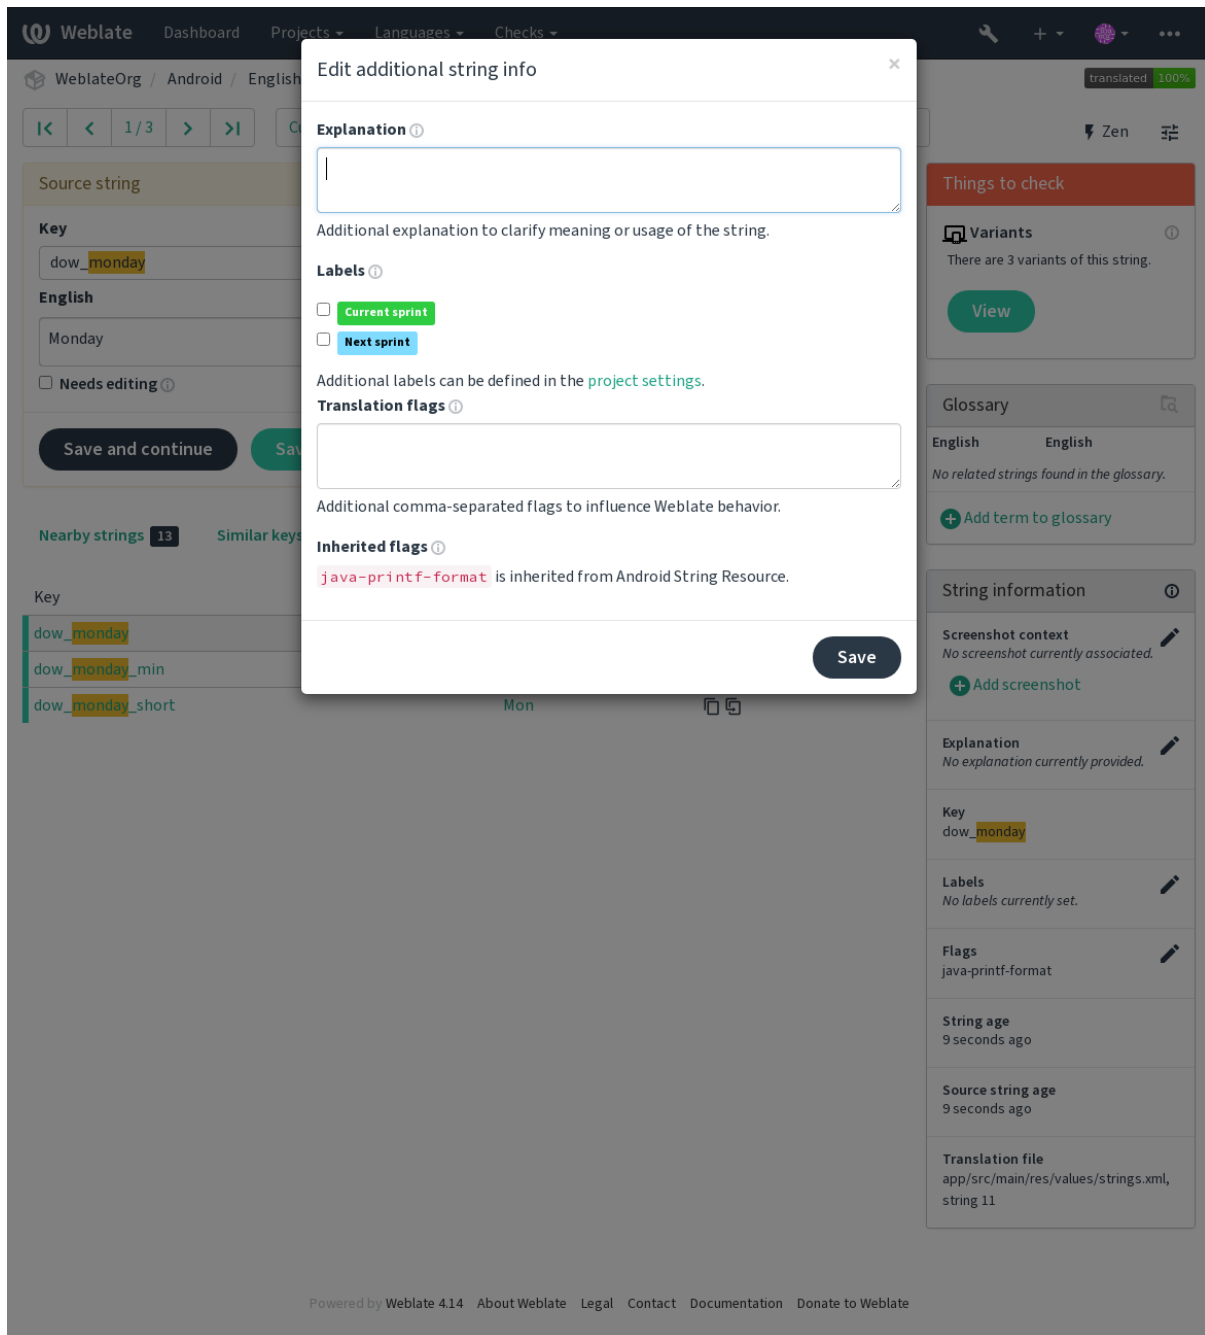 Weblate Dashboard Projects Languages Checks
WeblateOrg / Android / English
translated 100%
1 / 3
Zen
Edit additional string info
×
Explanation
Additional explanation to clarify meaning or usage of the string.
Labels
Current sprint
Next sprint
Additional labels can be defined in the project settings.
Translation flags
Additional comma-separated flags to influence Weblate behavior.
Inherited flags
java-printf-format is inherited from Android String Resource.
Save
Source string
Key
dow_monday
English
Monday
Needs editing
Save and continue
Nearby strings 13 Similar keys
Key
dow_monday
dow_monday_min
dow_monday_short Mon
Things to check
Variants
There are 3 variants of this string.
View
Glossary
English English
No related strings found in the glossary.
Add term to glossary
String information
Screenshot context
No screenshot currently associated.
Add screenshot
Explanation
No explanation currently provided.
Key
dow_monday
Labels
No labels currently set.
Flags
java-printf-format
String age
9 seconds ago
Source string age
9 seconds ago
Translation file
app/src/main/res/values/strings.xml,
string 11
Powered by Weblate 4.14 About Weblate Legal Contact Documentation Donate to Weblate